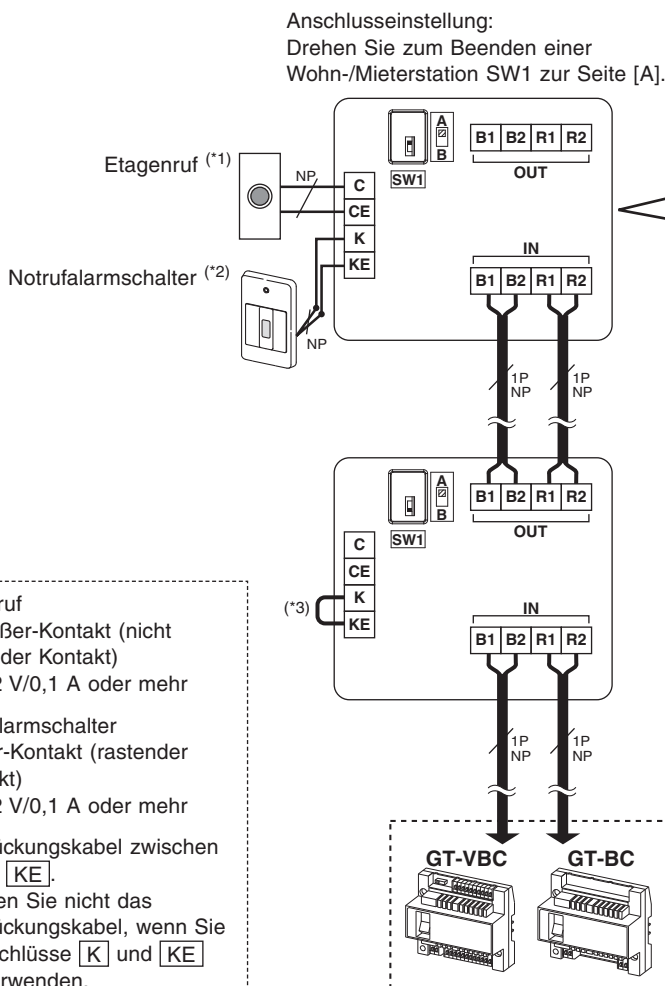 Anschlusseinstellung:
Drehen Sie zum Beenden einer
Wohn-/Mieterstation SW1 zur Seite [A].
A
B
SW1
B1 B2 R1 R2
OUT
Etagenruf (*1)
NP
C
CE
K
KE
IN
B1 B2 R1 R2
Notrufalarmschalter (*2)
NP
1P
NP
1P
NP
A
B
SW1
B1 B2 R1 R2
OUT
C
CE
K
KE
(*3)
IN
B1 B2 R1 R2
1P
NP
1P
NP
GT-VBC
GT-BC
ruf
ßer-Kontakt (nicht
der Kontakt)
2 V/0,1 A oder mehr
larmschalter
r-Kontakt (rastender
kt)
2 V/0,1 A oder mehr
ückungskabel zwischen
KE.
en Sie nicht das
ückungskabel, wenn Sie
chlüsse K und KE
rwenden.